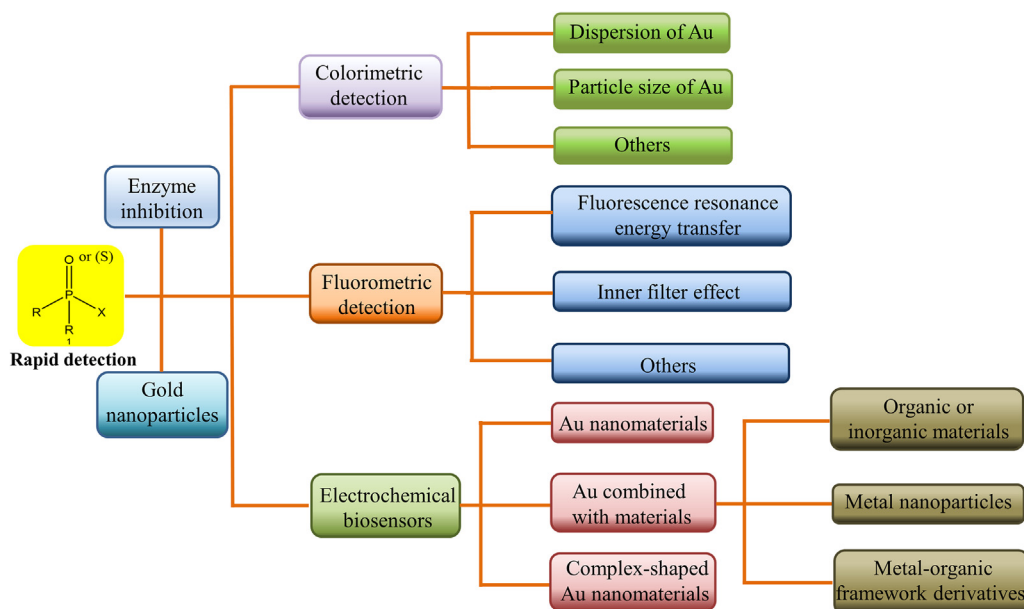 Dispersion of Au
Colorimetric
detection
Particle size of Au
Others
Enzyme
inhibition
Fluorescence resonance
energy transfer
O or (S)
P
R
X
R
1
Rapid detection
Fluorometric
detection
Inner filter effect
Others
Gold
nanoparticles
Au nanomaterials
Organic or
inorganic materials
Electrochemical
biosensors
Au combined
with materials
Metal nanoparticles
Complex-shaped
Au nanomaterials
Metal-organic
framework derivatives